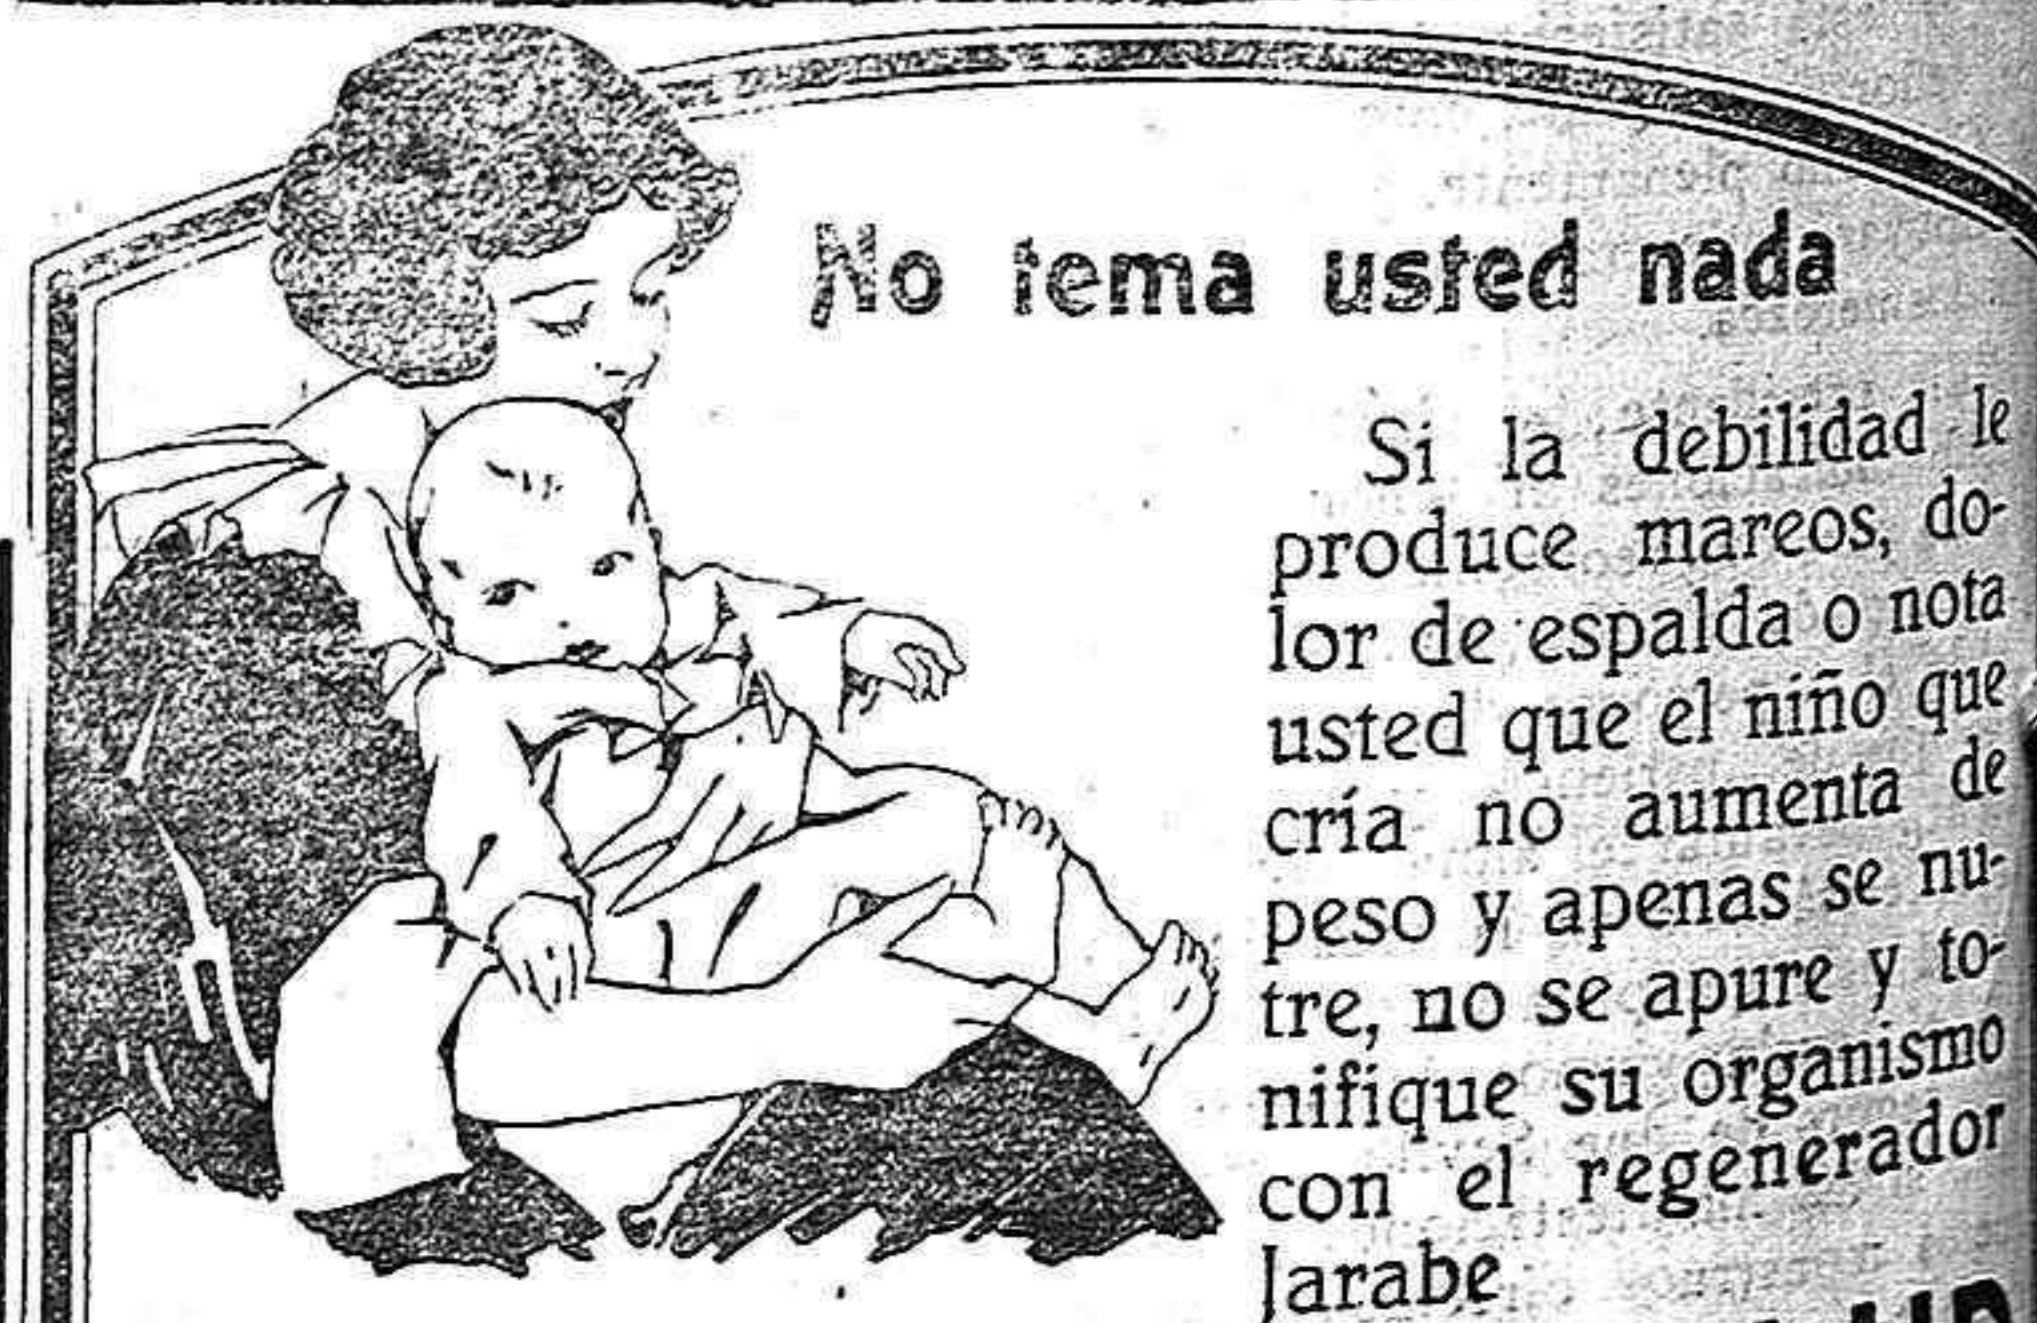 No tema usted nada
Si la debilidad le
produce mareos, do-
lor de espalda o nota
usted que el niño que
cría no aumenta de
peso y apenas se nu-
tre, no se apure y to-
nifique su organismo
con el regenerador
Jarabe